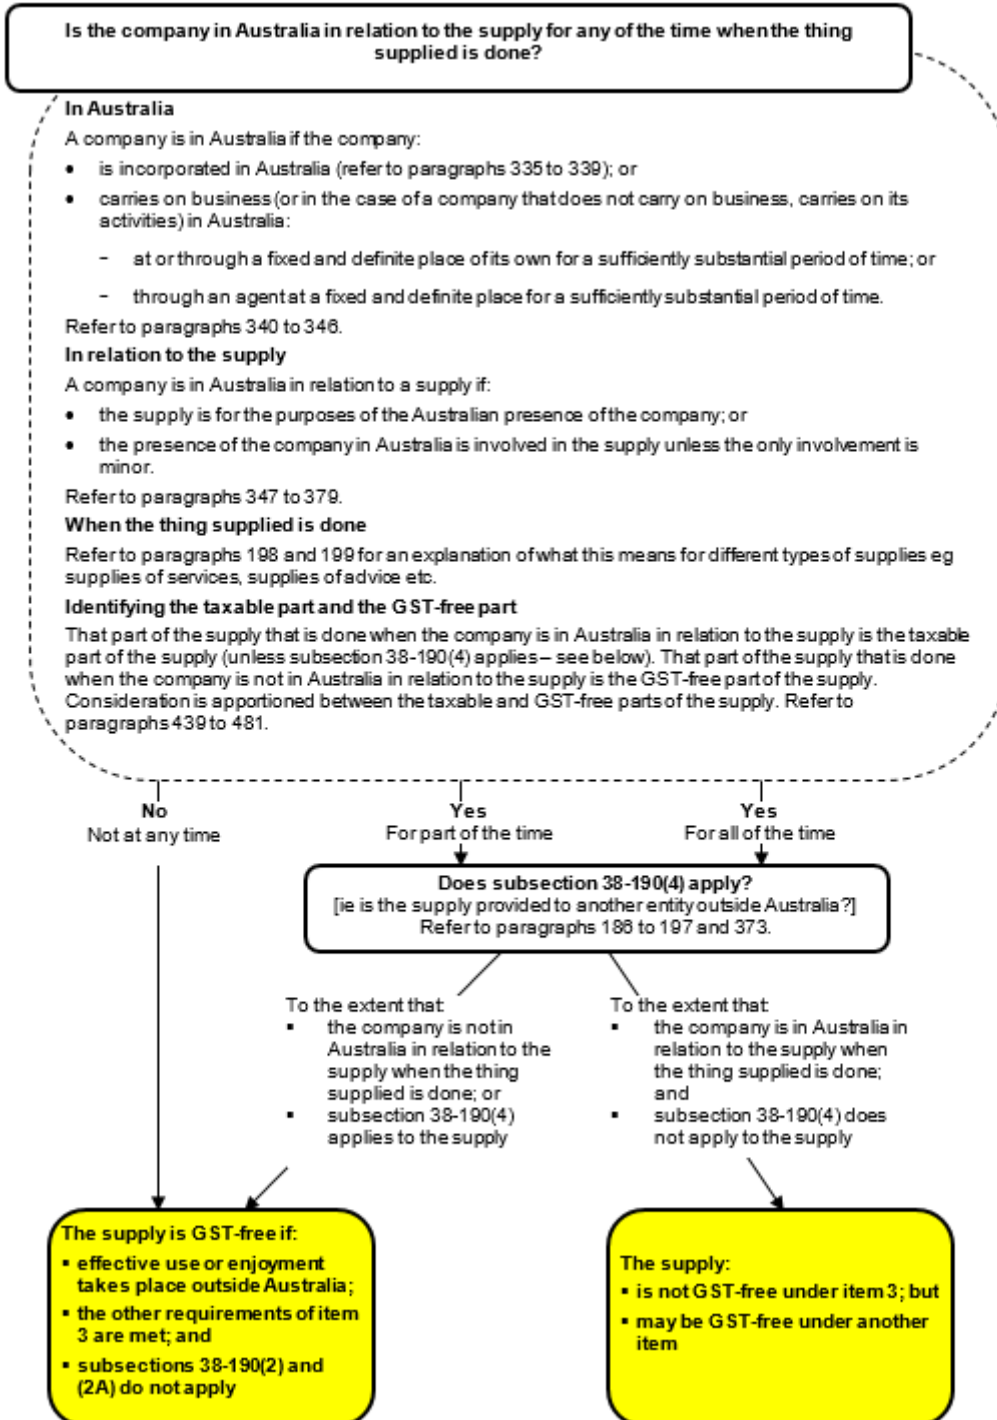 Is the company in Australia in relation to the supply for any of the time when the thing
supplied is done?
In Australia
A company is in Australia if the company:
• is incorporated in Australia (refer to paragraphs 335 to 339); or
• carries on business (or in the case of a company that does not carry on business, carries on its
activities) in Australia:
- at or through a fixed and definite place of its own for a sufficiently substantial period of time; or
- through an agent at a fixed and definite place for a sufficiently substantial period of time.
Refer to paragraphs 340 to 346.
In relation to the supply
A company is in Australia in relation to a supply if:
• the supply is for the purposes of the Australian presence of the company; or
• the presence of the company in Australia is involved in the supply unless the only involvement is
minor.
Refer to paragraphs 347 to 379.
When the thing supplied is done
Refer to paragraphs 198 and 199 for an explanation of what this means for different types of supplies eg
supplies of services, supplies of advice etc.
Identifying the taxable part and the GST-free part
That part of the supply that is done when the company is in Australia in relation to the supply is the taxable
part of the supply (unless subsection 38-190(4) applies – see below). That part of the supply that is done
when the company is not in Australia in relation to the supply is the GST-free part of the supply.
Consideration is apportioned between the taxable and GST-free parts of the supply. Refer to
paragraphs 439 to 481.
No
Not at any time
Yes
For part of the time
Yes
For all of the time
Does subsection 38-190(4) apply?
[ie is the supply provided to another entity outside Australia?]
Refer to paragraphs 186 to 197 and 373.
To the extent that:
▪ the company is not in
Australia in relation to the
supply when the thing
supplied is done; or
▪ subsection 38-190(4)
applies to the supply
To the extent that:
▪ the company is in Australia in
relation to the supply when
the thing supplied is done;
and
▪ subsection 38-190(4) does
not apply to the supply
The supply is GST-free if:
▪ effective use or enjoyment
takes place outside Australia;
▪ the other requirements of item
3 are met; and
▪ subsections 38-190(2) and
(2A) do not apply
The supply:
▪ is not GST-free under item 3; but
▪ may be GST-free under another
item